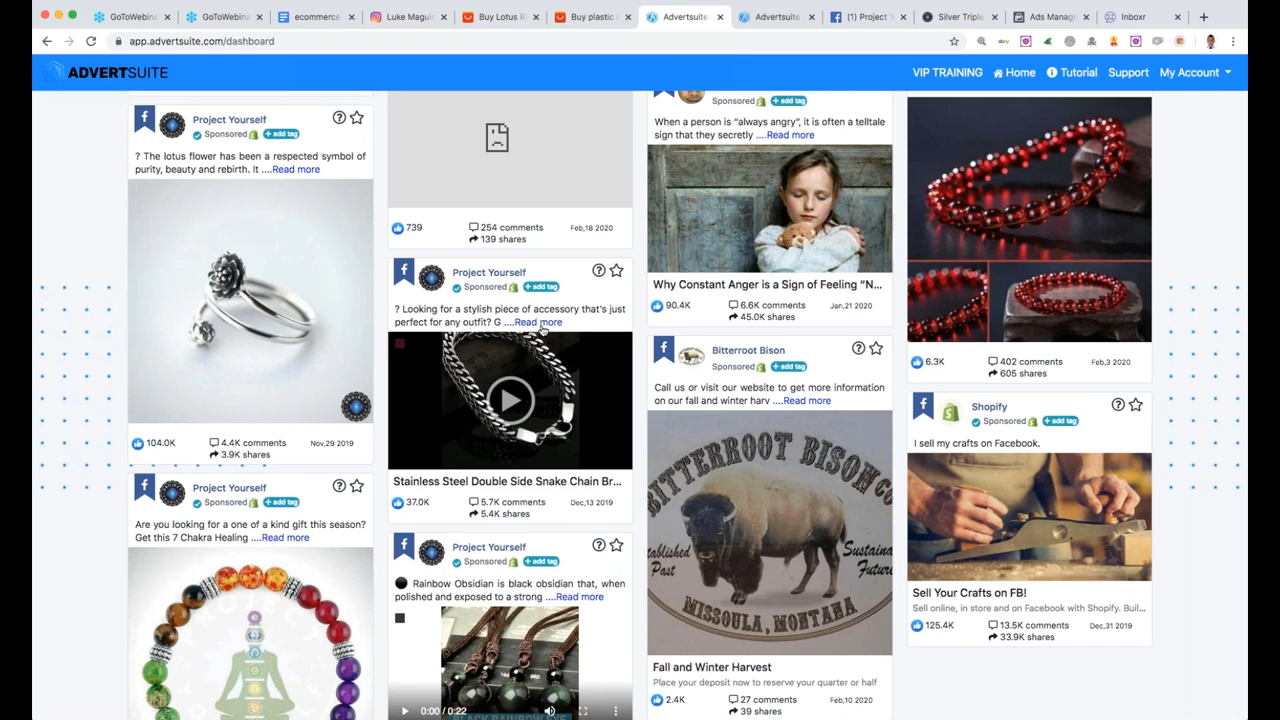 GoToWebina
GoToWebina
ecommerce
Luke Magui
Buy Lotus R
Buy plastic
Advertsuite
Advertsuite
(1) Project Y
Silver Triple
Ads Manag
Inboxr
app.advertsuite.com/dashboard
ADVERTSUITE
VIP TRAINING
Home
Tutorial
Support
My Account
Project Yourself
Sponsored
+ add tag
? The lotus flower has been a respected symbol of
purity, beauty and rebirth. It ....Read more
104.0K
4.4K comments
3.9K shares
Nov,29 2019
Project Yourself
Sponsored
+ add tag
Are you looking for a one of a kind gift this season?
Get this 7 Chakra Healing ....Read more
739
254 comments
139 shares
Feb,18 2020
Project Yourself
Sponsored
+ add tag
? Looking for a stylish piece of accessory that's just
perfect for any outfit? G ....Read more
Stainless Steel Double Side Snake Chain Br...
37.0K
5.7K comments
5.4K shares
Dec,13 2019
Project Yourself
Sponsored
+ add tag
Rainbow Obsidian is black obsidian that, when
polished and exposed to a strong ....Read more
0:00 / 0:22
Sponsored
+ add tag
When a person is "always angry", it is often a telltale
sign that they secretly ....Read more
Why Constant Anger is a Sign of Feeling "N...
90.4K
6.6K comments
45.0K shares
Jan,21 2020
Bitterroot Bison
Sponsored
+ add tag
Call us or visit our website to get more information
on our fall and winter harv ....Read more
BITTERROOT BISON CO
tablished
Past
Sustaina
Future
MISSOULA, MONTANA
Fall and Winter Harvest
Place your deposit now to reserve your quarter or half
2.4K
27 comments
39 shares
Feb,10 2020
6.3K
402 comments
605 shares
Feb,3 2020
Shopify
Sponsored
+ add tag
I sell my crafts on Facebook.
Sell Your Crafts on FB!
Sell online, in store and on Facebook with Shopify. Buil...
125.4K
13.5K comments
33.9K shares
Dec,31 2019